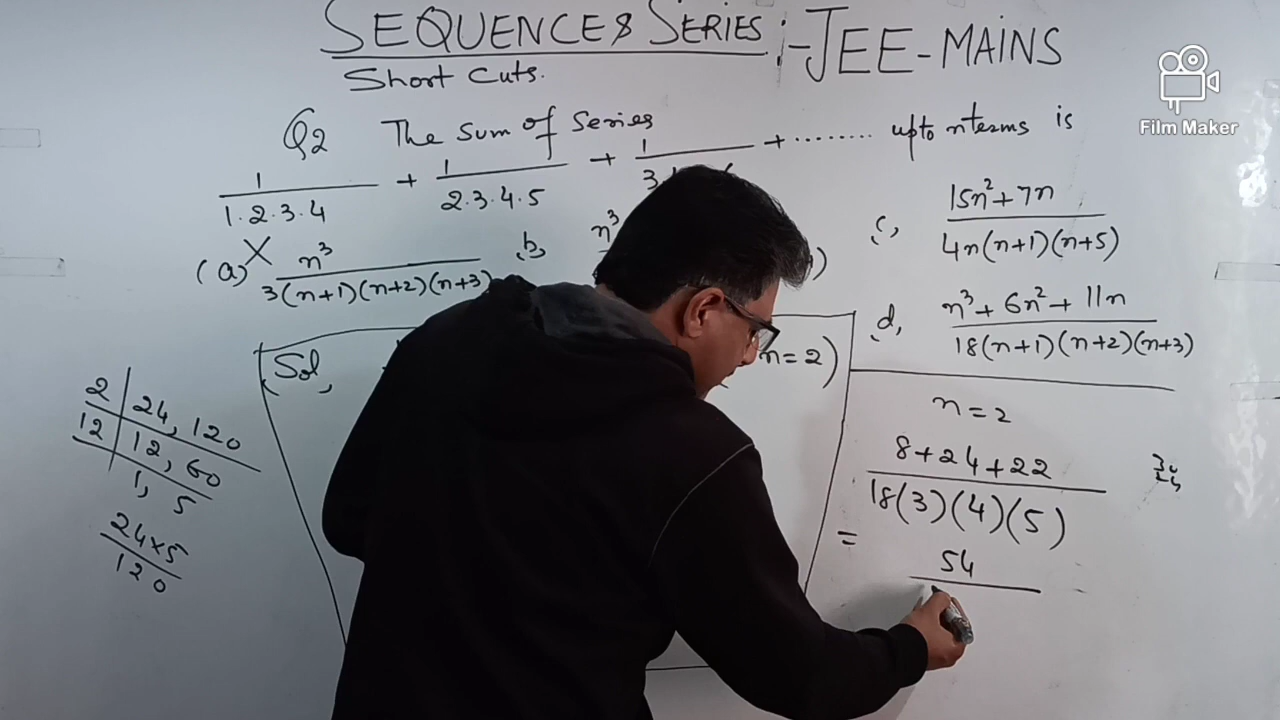 SEQUENCE & SERIES :- JEE-MAINS
Short Cuts.
Film Maker
Q2 The Sum of Series
1/1.2.3.4 + 1/2.3.4.5 + 1/3 + ........ upto n terms is
(a) X n³/3(n+1)(n+2)(n+3)
b, n³
)
c, 15n²+7n/4n(n+1)(n+5)
d, n³+6n²+11n/18(n+1)(n+2)(n+3)
Sol,
n=2)
2 | 24, 120
12 | 12, 60
1, 5
24×5
120
n=2
8+24+22
18(3)(4)(5)
=
54